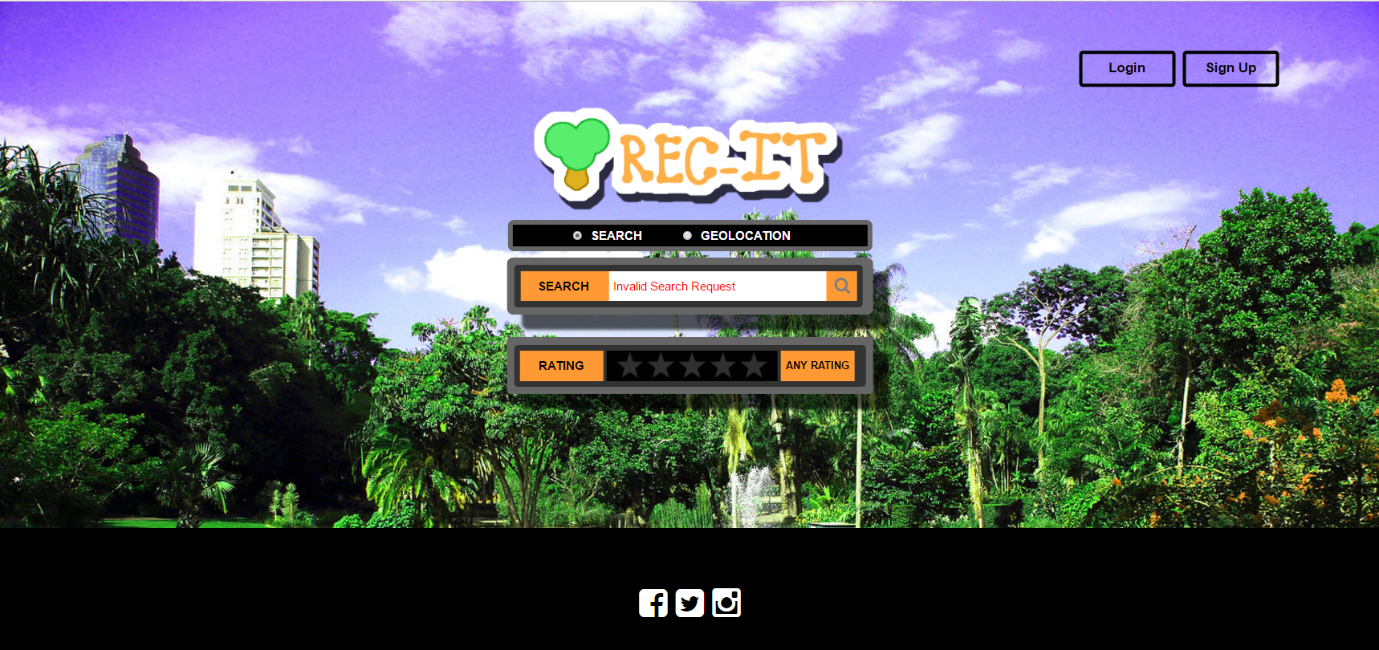 Login Sign Up
REC-IT
SEARCH GEOLOCATION
SEARCH Invalid Search Request
RATING ANY RATING